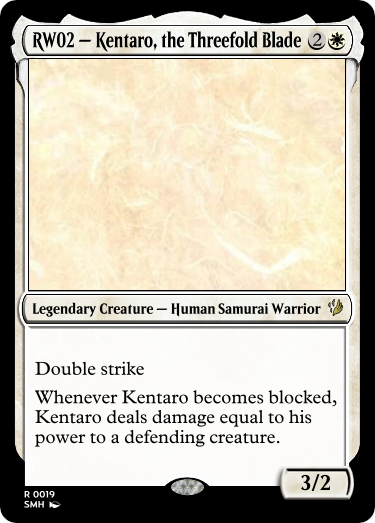 RW02 — Kentaro, the Threefold Blade 2
Legendary Creature — Human Samurai Warrior
Double strike
Whenever Kentaro becomes blocked,
Kentaro deals damage equal to his
power to a defending creature.
3/2
R 0019
SMH